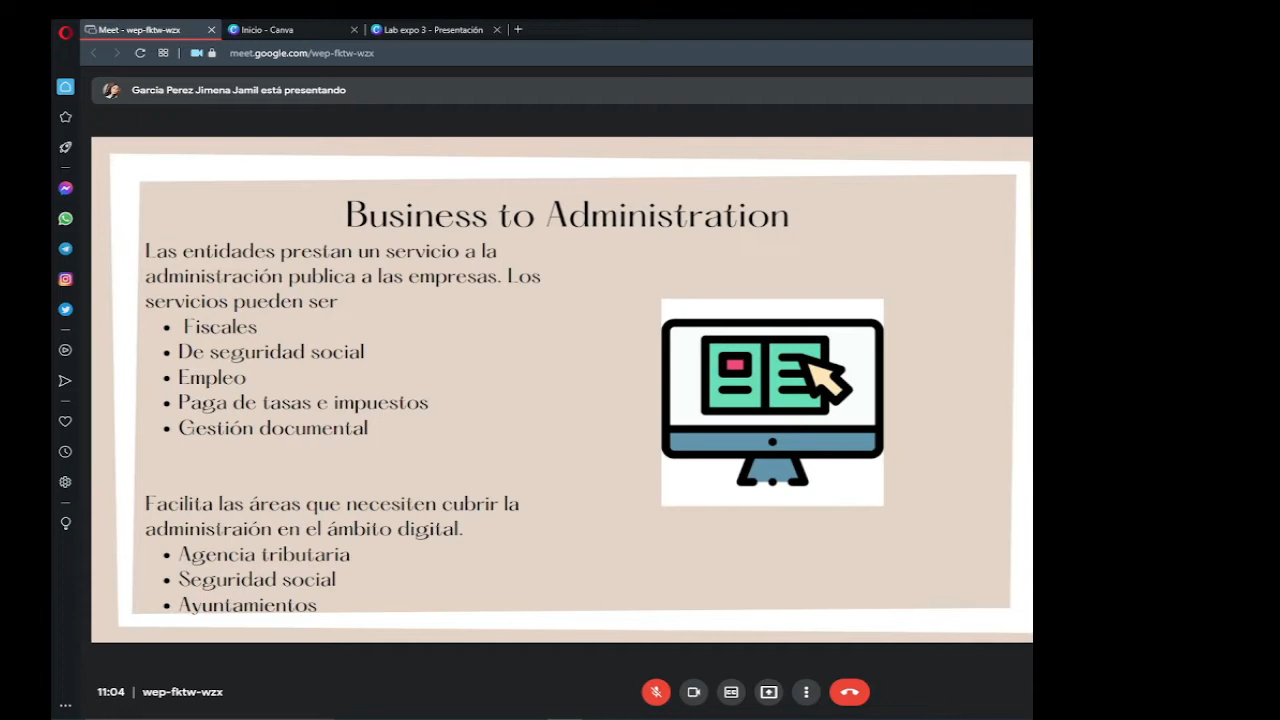 Meet - wep-fktw-wzx
Inicio - Canva
Lab expo 3 - Presentación
meet.google.com/wep-fktw-wzx
Garcia Perez Jimena Jamil está presentando
Business to Administration
Las entidades prestan un servicio a la
administración publica a las empresas. Los
servicios pueden ser
• Fiscales
• De seguridad social
• Empleo
• Paga de tasas e impuestos
• Gestión documental
Facilita las áreas que necesiten cubrir la
administraión en el ámbito digital.
• Agencia tributaria
• Seguridad social
• Ayuntamientos
11:04 | wep-fktw-wzx